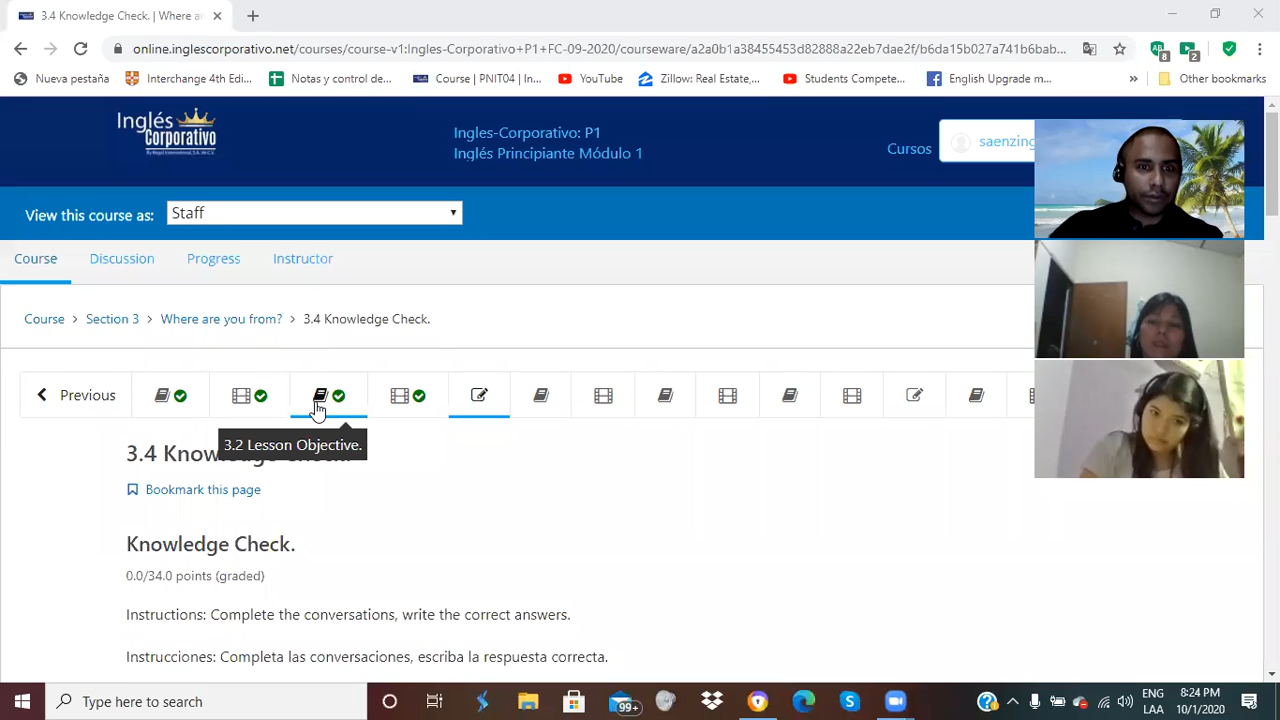 3.4 Knowledge Check. | Where a
online.inglescorporativo.net/courses/course-v1:Ingles-Corporativo+P1+FC-09-2020/courseware/a2a0b1a38455453d82888a22eb7dae2f/b6da15b027a741b6bab...
8
2
Nueva pestaña
Interchange 4th Edi...
Notas y control de...
Course | PNIT04 | In...
YouTube
Zillow: Real Estate,...
Students Compete...
English Upgrade m...
»
Other bookmarks
Inglés
Corporativo
Ingles-Corporativo: P1
Inglés Principiante Módulo 1
Cursos
saenzing
View this course as:
Staff
Course
Discussion
Progress
Instructor
Course > Section 3 > Where are you from? > 3.4 Knowledge Check.
Previous
3.2 Lesson Objective.
3.4 Knowledge Check.
Bookmark this page
Knowledge Check.
0.0/34.0 points (graded)
Instructions: Complete the conversations, write the correct answers.
Instrucciones: Completa las conversaciones, escriba la respuesta correcta.
Type here to search
99+
ENG
LAA
8:24 PM
10/1/2020